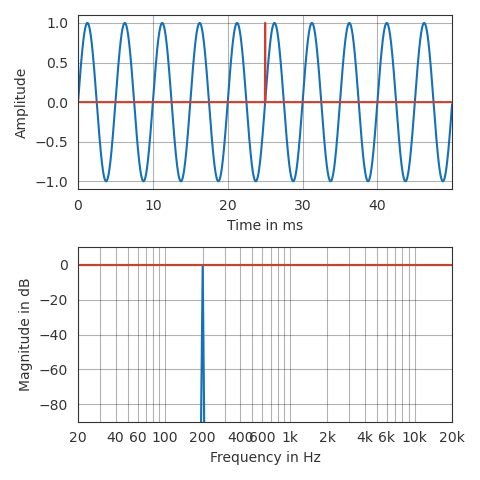 1.0
0.5
0.0
−0.5
−1.0
Amplitude
0 10 20 30 40
Time in ms
0
−20
−40
−60
−80
Magnitude in dB
20 40 60 100 200 400 600 1k 2k 4k 6k 10k 20k
Frequency in Hz